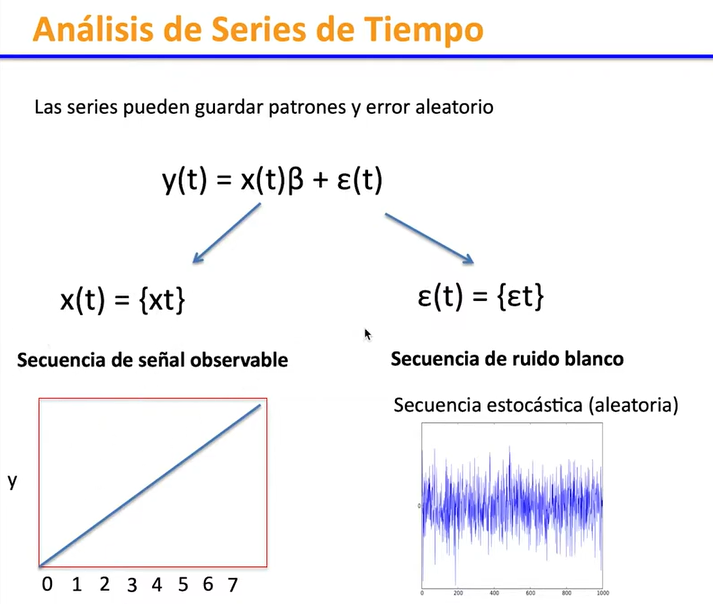 Análisis de Series de Tiempo
Las series pueden guardar patrones y error aleatorio
y(t) = x(t)β + ε(t)
x(t) = {xt}
ε(t) = {εt}
Secuencia de señal observable
Secuencia de ruido blanco
Secuencia estocástica (aleatoria)
y
0 1 2 3 4 5 6 7
0
0 200 400 600 800 1000